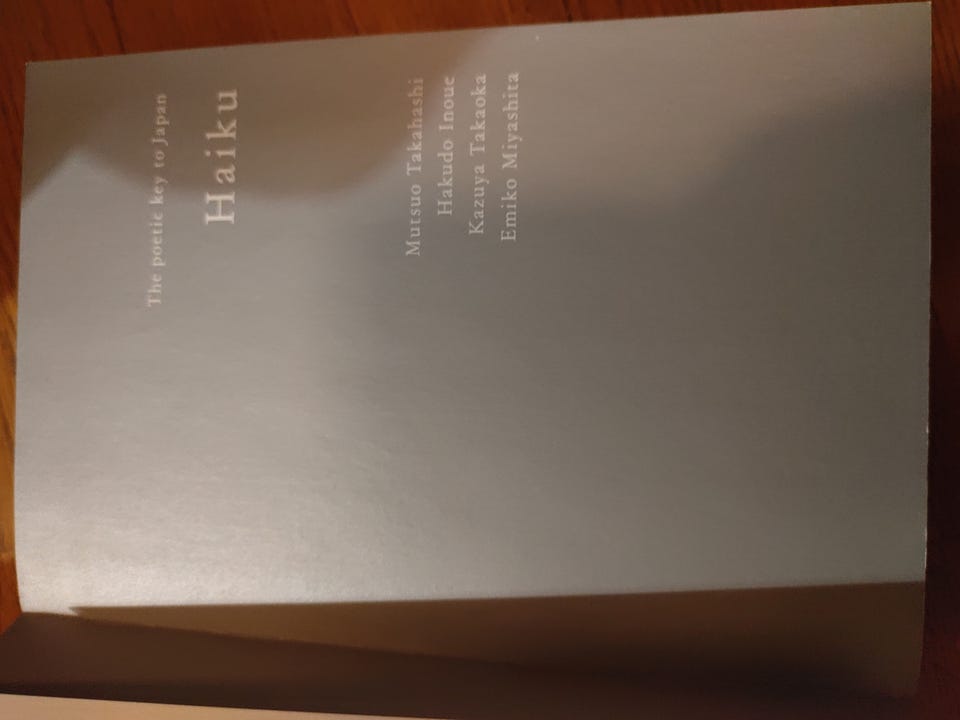 The poetic key to Japan
Haiku
Mutsuo Takahashi
Hakudo Inoue
Kazuya Takaoka
Emiko Miyashita